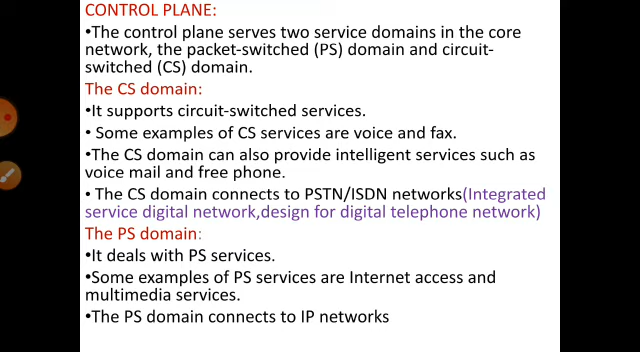 CONTROL PLANE:
•The control plane serves two service domains in the core
network, the packet-switched (PS) domain and circuit-
switched (CS) domain.
The CS domain:
•It supports circuit-switched services.
• Some examples of CS services are voice and fax.
•The CS domain can also provide intelligent services such as
voice mail and free phone.
• The CS domain connects to PSTN/ISDN networks(Integrated
service digital network,design for digital telephone network)
The PS domain:
•It deals with PS services.
•Some examples of PS services are Internet access and
multimedia services.
•The PS domain connects to IP networks